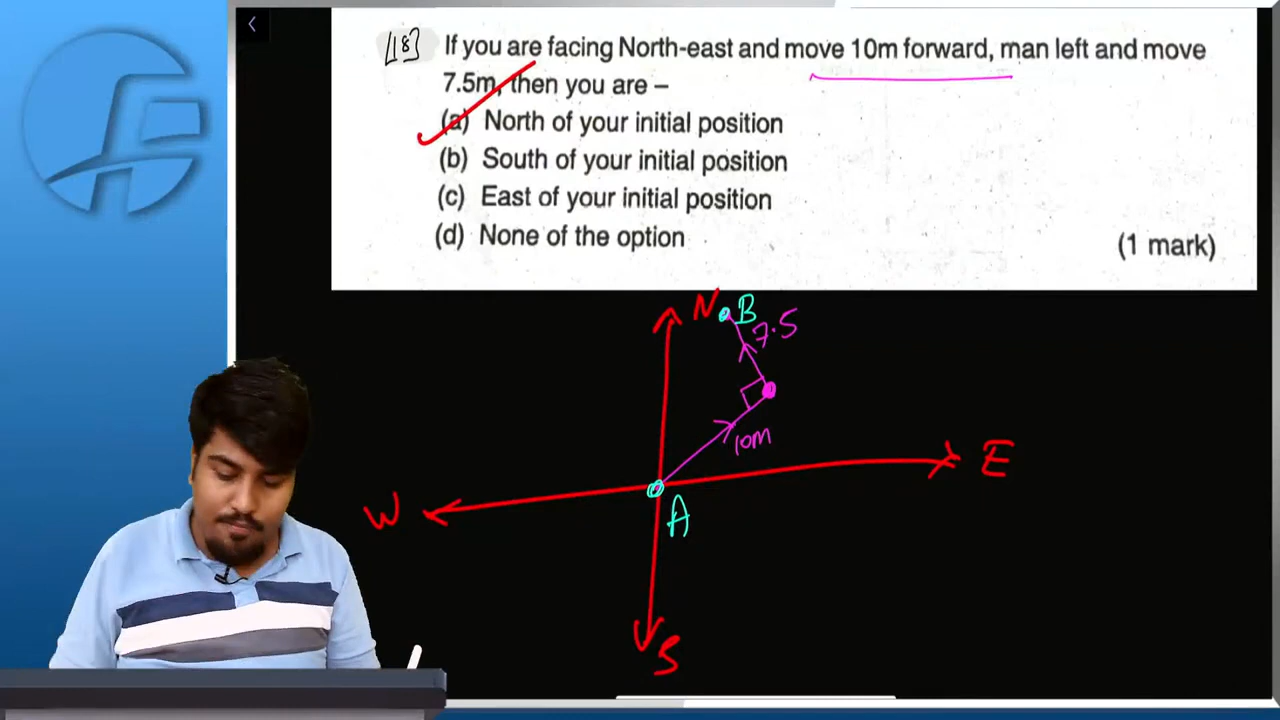 [18] If you are facing North-east and move 10m forward, man left and move
7.5m, then you are –
(a) North of your initial position
(b) South of your initial position
(c) East of your initial position
(d) None of the option
(1 mark)
N
B
7.5
10m
E
W
A
S